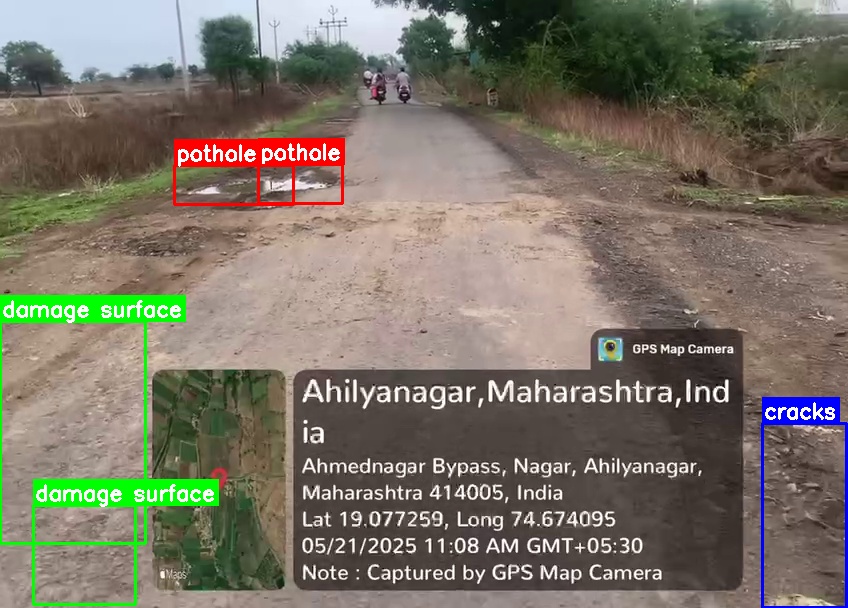 pothole pothole
damage surface
GPS Map Camera
Ahilyanagar,Maharashtra,Ind
ia
cracks
Ahmednagar Bypass, Nagar, Ahilyanagar,
Maharashtra 414005, India
damage surface
Lat 19.077259, Long 74.674095
05/21/2025 11:08 AM GMT+05:30
Note : Captured by GPS Map Camera
Maps